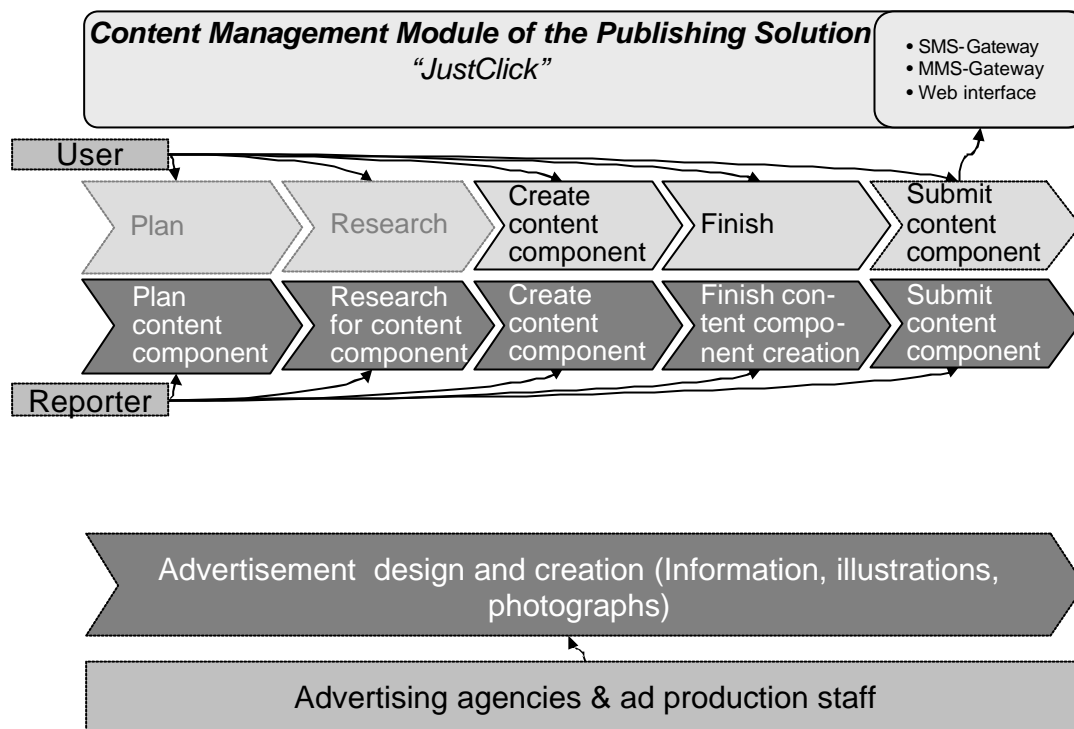 Content Management Module of the Publishing Solution
“JustClick”
• SMS-Gateway
• MMS-Gateway
• Web interface
User
Plan
Research
Create
content
component
Finish
Submit
content
component
Plan
content
component
Research
for content
component
Create
content
component
Finish con-
tent compo-
nent creation
Submit
content
component
Reporter
Advertisement design and creation (Information, illustrations,
photographs)
Advertising agencies & ad production staff